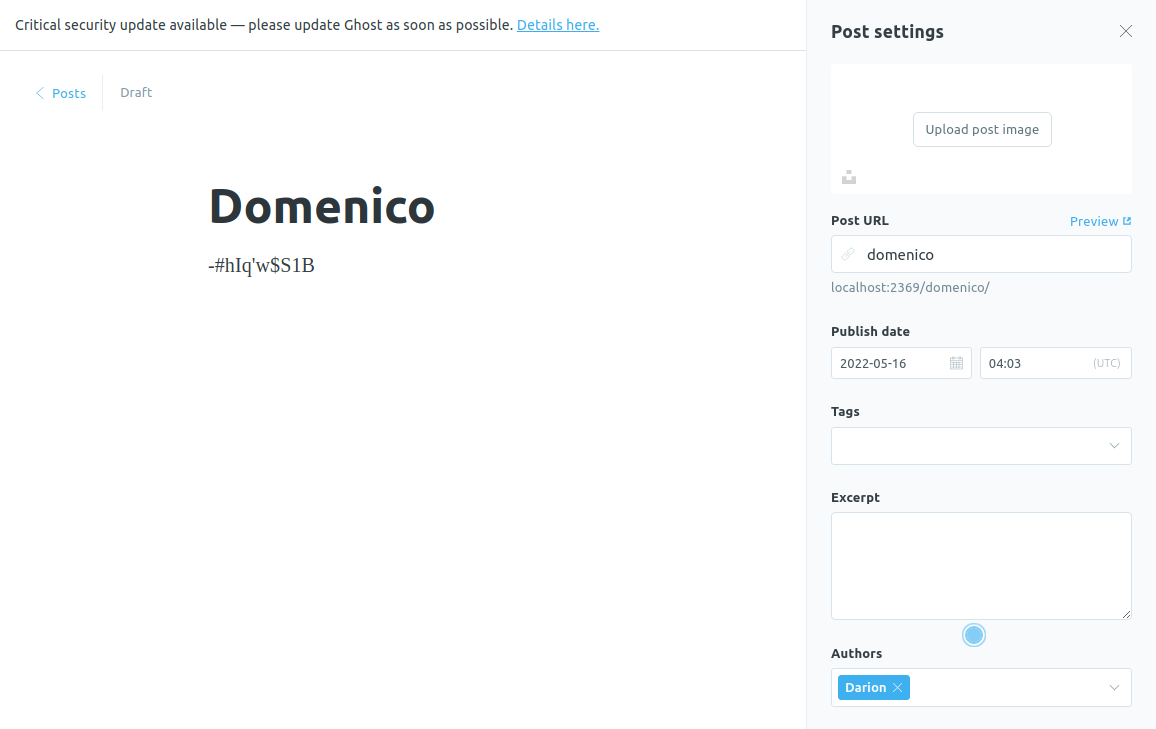 Critical security update available — please update Ghost as soon as possible. Details here.
Posts
Draft
Domenico
-#hIq'w$S1B
Post settings
Upload post image
Post URL
Preview
domenico
localhost:2369/domenico/
Publish date
2022-05-16
04:03
(UTC)
Tags
Excerpt
Authors
Darion